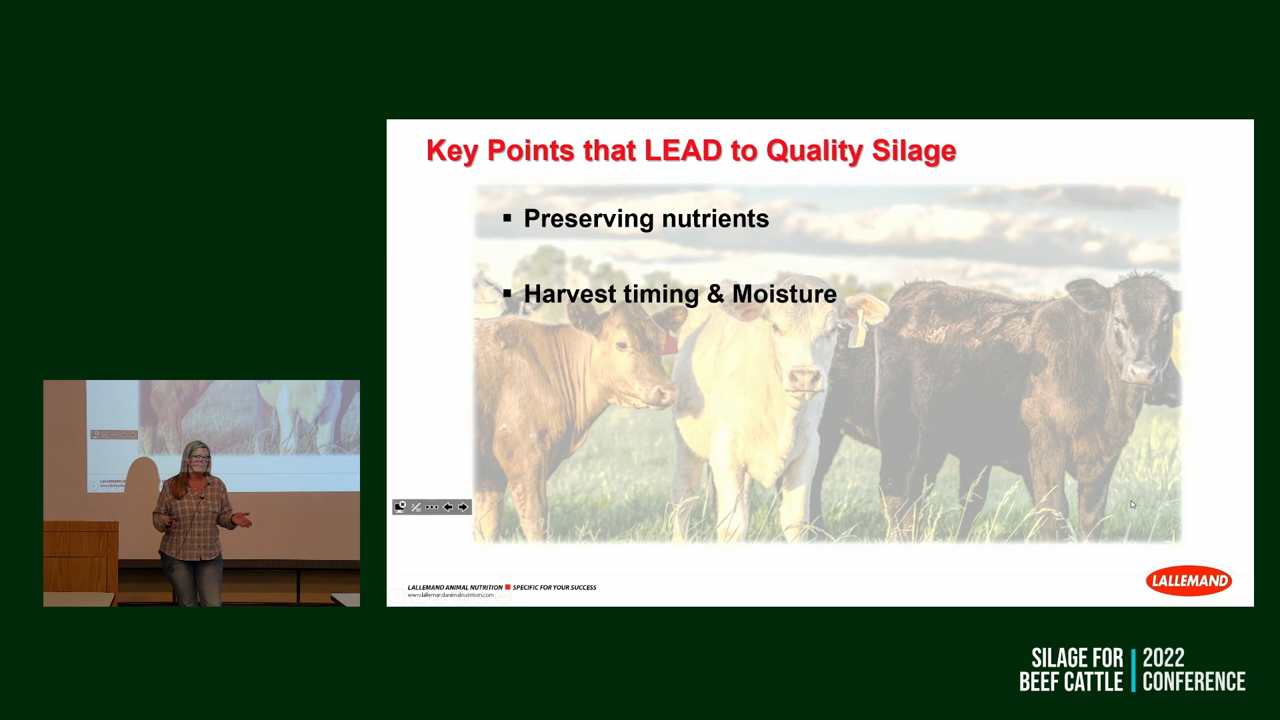 Key Points that LEAD to Quality Silage
Preserving nutrients
Harvest timing & Moisture
LALLEMAND ANIMAL NUTRITION SPECIFIC FOR YOUR SUCCESS
www.lallemandanimalnutrition.com
LALLEMAND
SILAGE FOR BEEF CATTLE
2022 CONFERENCE